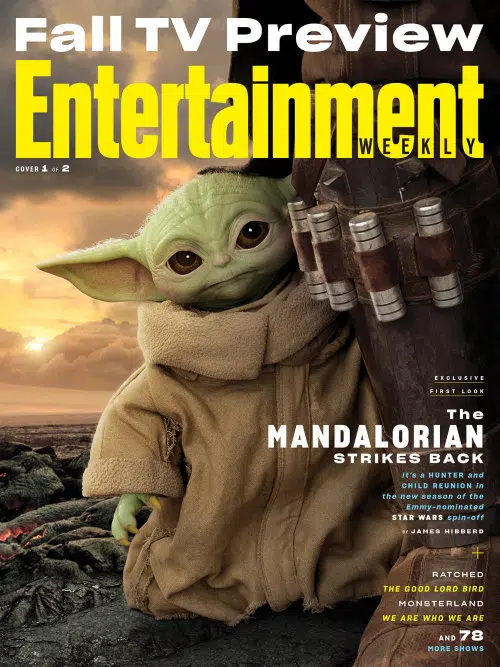 Fall TV Preview
Entertainment
WEEKLY
COVER 1 OF 2
EXCLUSIVE
FIRST LOOK
The
MANDALORIAN
STRIKES BACK
It's a HUNTER and
CHILD REUNION in
the new season of the
Emmy-nominated
STAR WARS spin-off
BY JAMES HIBBERD
+
RATCHED
THE GOOD LORD BIRD
MONSTERLAND
WE ARE WHO WE ARE
AND 78
MORE SHOWS